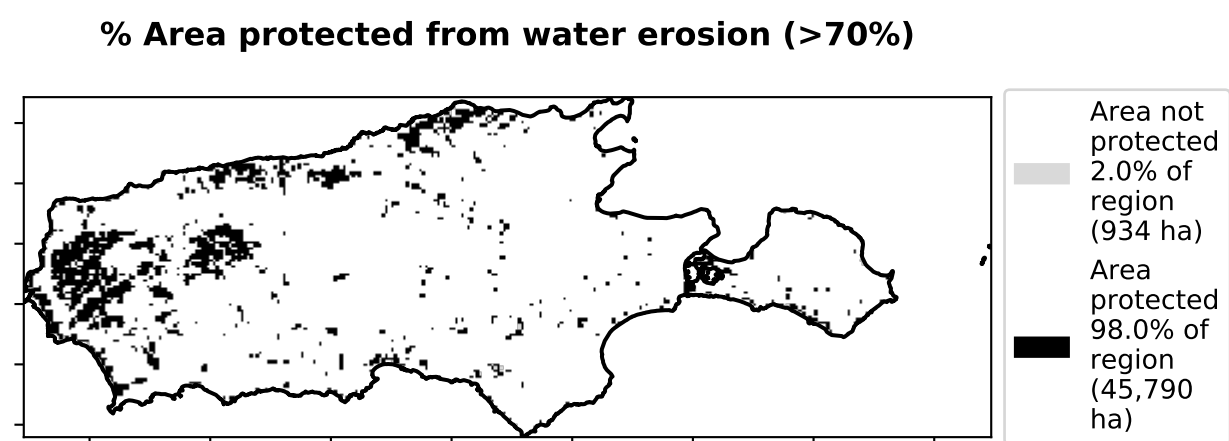 % Area protected from water erosion (>70%)
Area not
protected
2.0% of
region
(934 ha)
Area
protected
98.0% of
region
(45,790
ha)